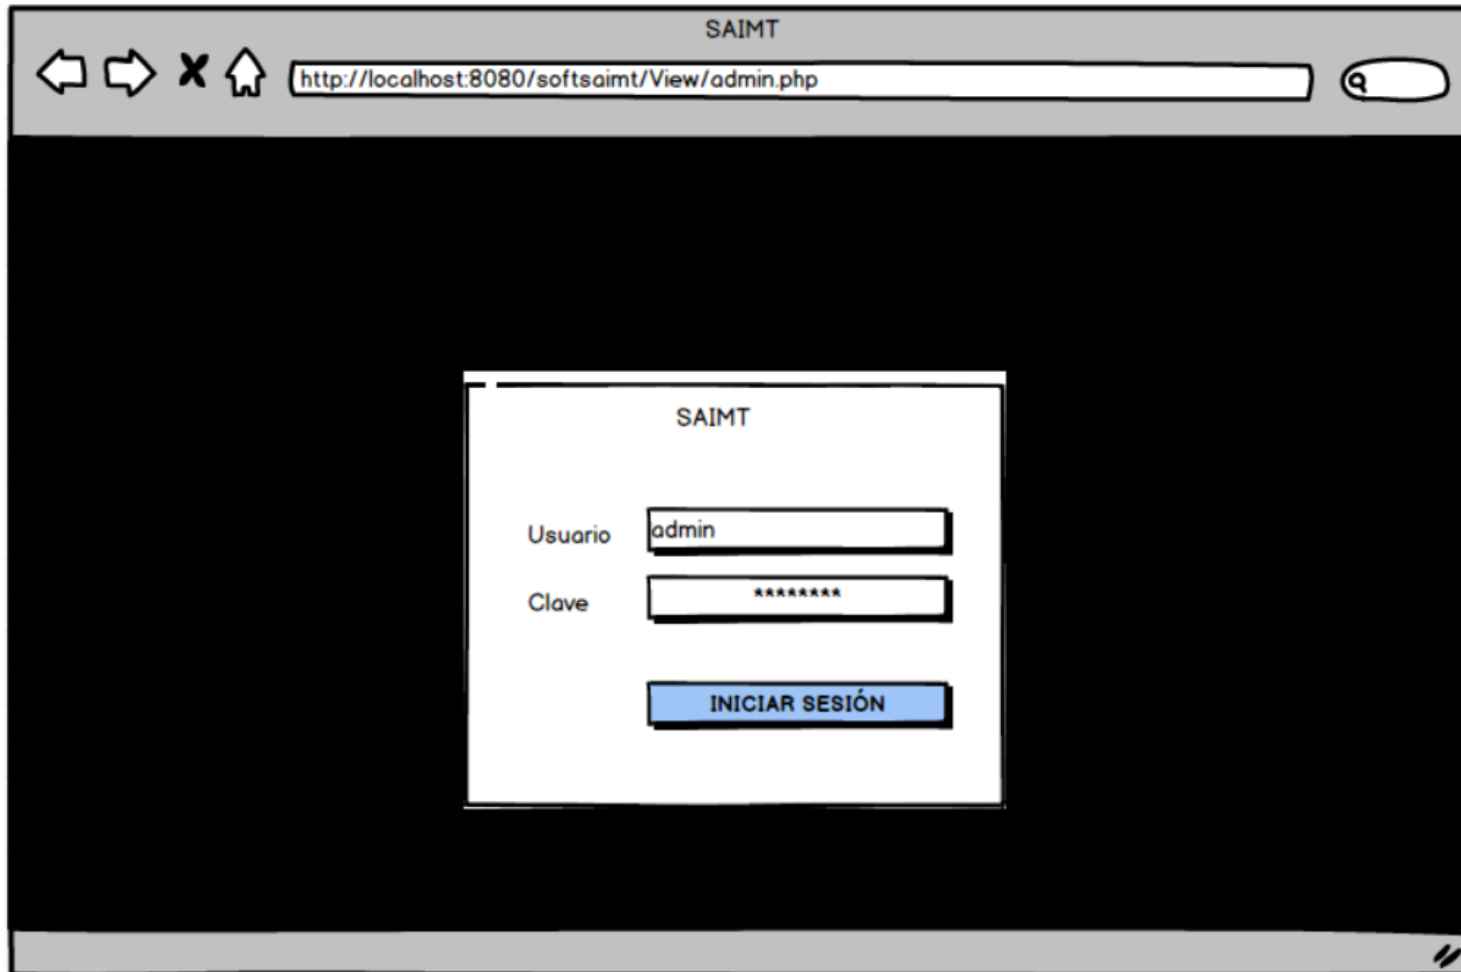 SAIMT
http://localhost:8080/softsaimt/View/admin.php
SAIMT
Usuario admin
Clave ********
INICIAR SESIÓN